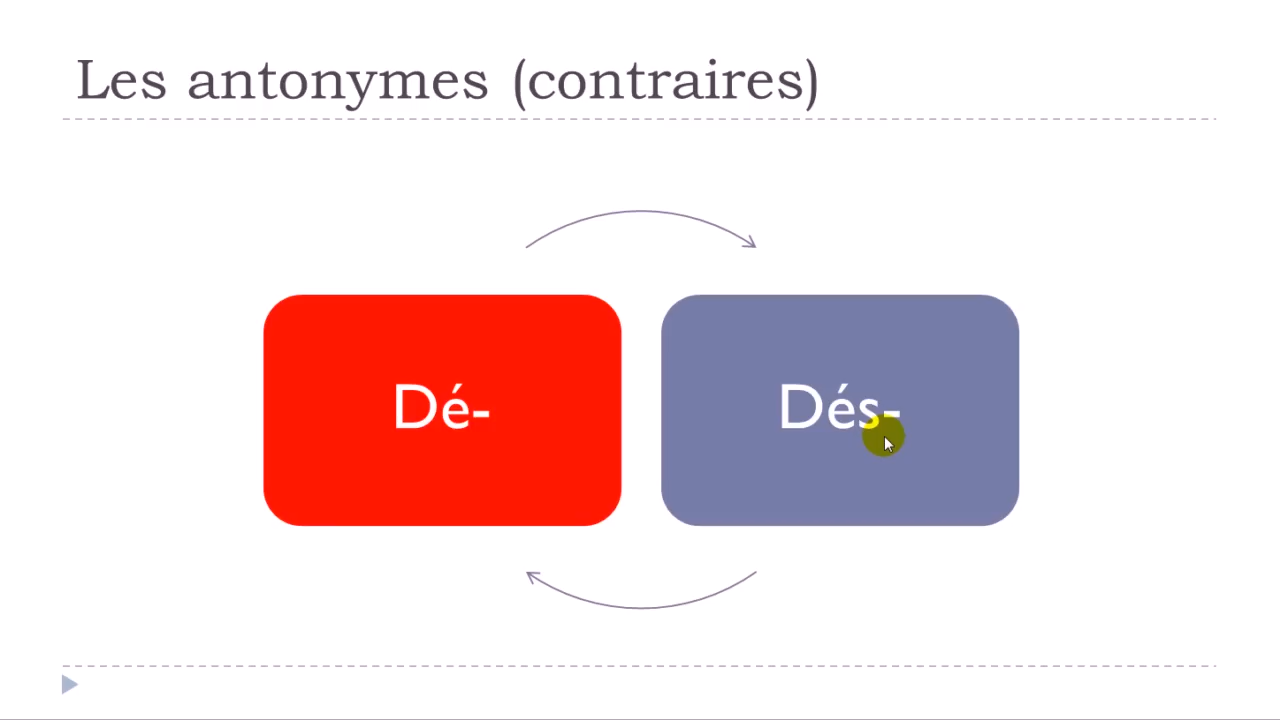 Les antonymes (contraires)
Dé-
Dés-